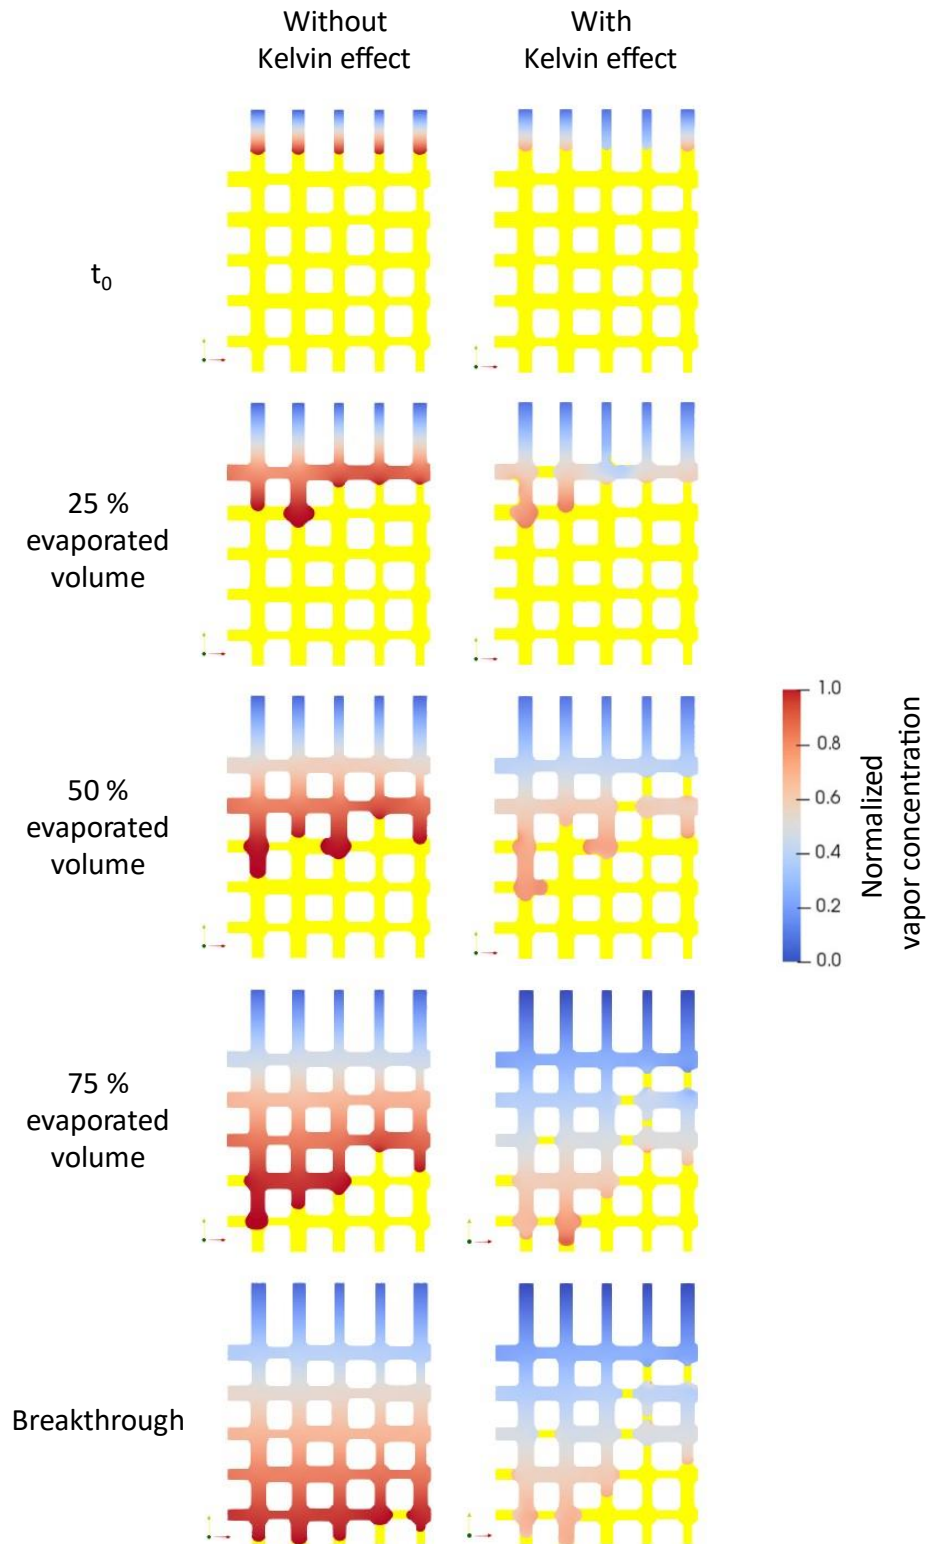 Without
Kelvin effect
With
Kelvin effect
t0
25 %
evaporated
volume
50 %
evaporated
volume
1.0
0.8
0.6
0.4
0.2
0.0
Normalized
vapor concentration
75 %
evaporated
volume
Breakthrough